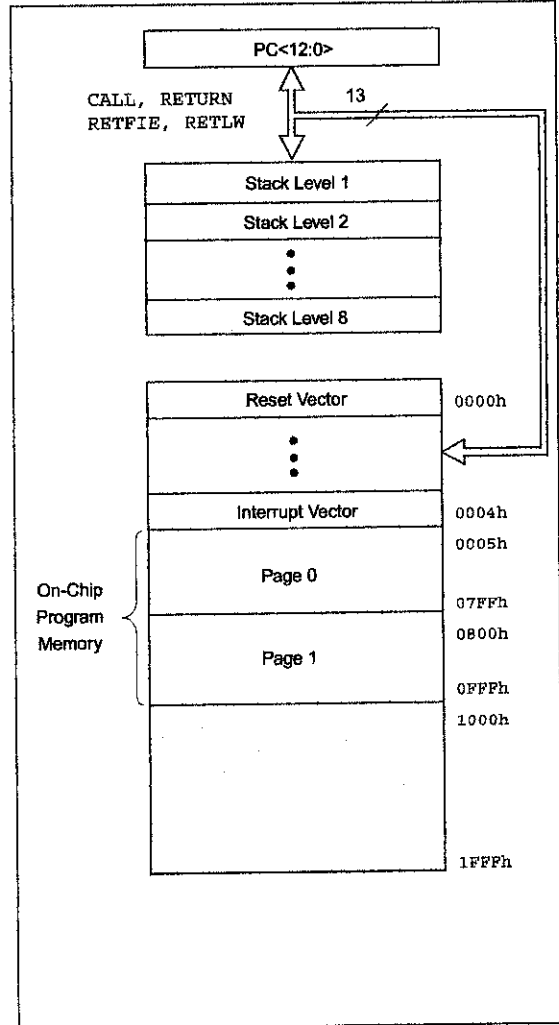 PC<12:0>
CALL, RETURN
RETFIE, RETLW
13
Stack Level 1
Stack Level 2
Stack Level 8
Reset Vector
0000h
Interrupt Vector
0004h
0005h
On-Chip
Program
Memory
Page 0
07FFh
0800h
Page 1
0FFFh
1000h
1FFFh